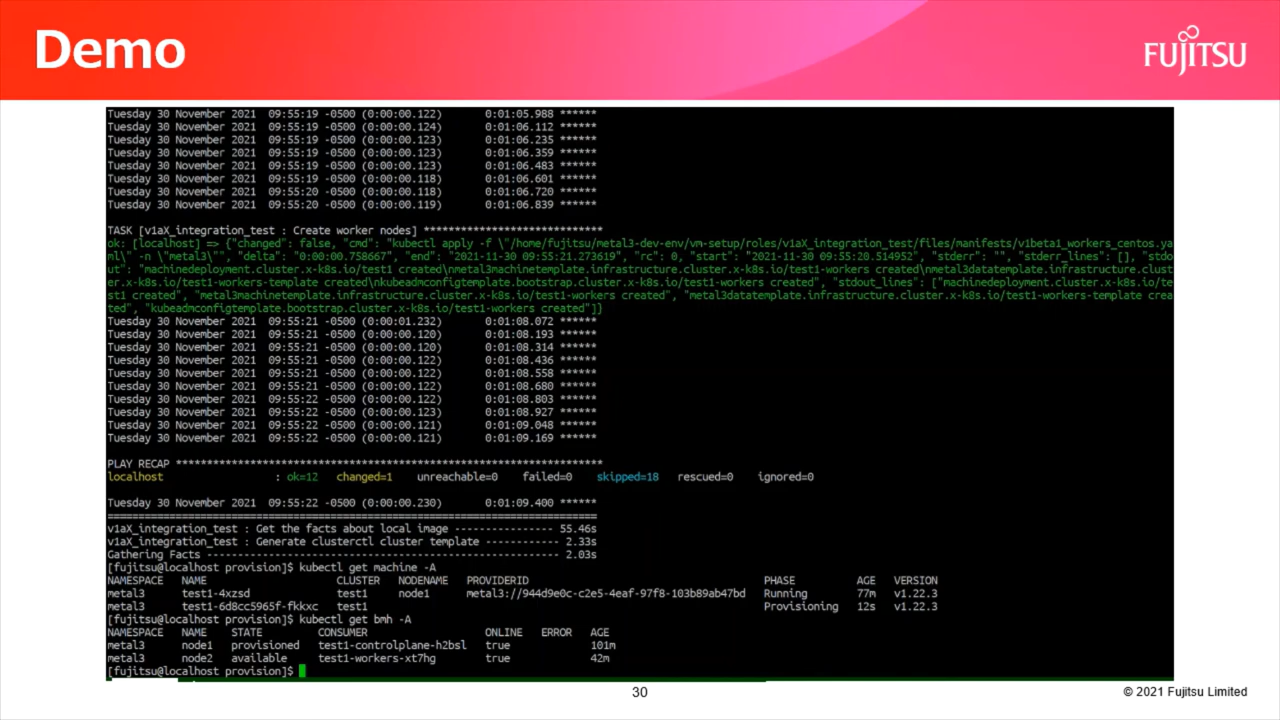 Demo
FUJITSU
Tuesday 30 November 2021  09:55:19 -0500 (0:00:00.122)       0:01:05.988 ******
Tuesday 30 November 2021  09:55:19 -0500 (0:00:00.124)       0:01:06.112 ******
Tuesday 30 November 2021  09:55:19 -0500 (0:00:00.123)       0:01:06.235 ******
Tuesday 30 November 2021  09:55:19 -0500 (0:00:00.123)       0:01:06.359 ******
Tuesday 30 November 2021  09:55:19 -0500 (0:00:00.123)       0:01:06.483 ******
Tuesday 30 November 2021  09:55:19 -0500 (0:00:00.118)       0:01:06.601 ******
Tuesday 30 November 2021  09:55:20 -0500 (0:00:00.118)       0:01:06.720 ******
Tuesday 30 November 2021  09:55:20 -0500 (0:00:00.119)       0:01:06.839 ******
TASK [v1aX_integration_test : Create worker nodes] *****************************
ok: [localhost] => {"changed": false, "cmd": "kubectl apply -f \"/home/fujitsu/metal3-dev-env/vm-setup/roles/v1aX_integration_test/files/manifests/v1beta1_workers_centos.ya
ml\" -n \"metal3\"", "delta": "0:00:00.758667", "end": "2021-11-30 09:55:21.273619", "rc": 0, "start": "2021-11-30 09:55:20.514952", "stderr": "", "stderr_lines": [], "stdo
ut": "machinedeployment.cluster.x-k8s.io/test1 created\nmetal3machinetemplate.infrastructure.cluster.x-k8s.io/test1-workers created\nmetal3datatemplate.infrastructure.clust
er.x-k8s.io/test1-workers-template created\nkubeadmconfigtemplate.bootstrap.cluster.x-k8s.io/test1-workers created", "stdout_lines": ["machinedeployment.cluster.x-k8s.io/te
st1 created", "metal3machinetemplate.infrastructure.cluster.x-k8s.io/test1-workers created", "metal3datatemplate.infrastructure.cluster.x-k8s.io/test1-workers-template crea
ted", "kubeadmconfigtemplate.bootstrap.cluster.x-k8s.io/test1-workers created"]}
Tuesday 30 November 2021  09:55:21 -0500 (0:00:01.232)       0:01:08.072 ******
Tuesday 30 November 2021  09:55:21 -0500 (0:00:00.120)       0:01:08.193 ******
Tuesday 30 November 2021  09:55:21 -0500 (0:00:00.120)       0:01:08.314 ******
Tuesday 30 November 2021  09:55:21 -0500 (0:00:00.122)       0:01:08.436 ******
Tuesday 30 November 2021  09:55:21 -0500 (0:00:00.122)       0:01:08.558 ******
Tuesday 30 November 2021  09:55:21 -0500 (0:00:00.122)       0:01:08.680 ******
Tuesday 30 November 2021  09:55:22 -0500 (0:00:00.122)       0:01:08.803 ******
Tuesday 30 November 2021  09:55:22 -0500 (0:00:00.123)       0:01:08.927 ******
Tuesday 30 November 2021  09:55:22 -0500 (0:00:00.121)       0:01:09.048 ******
Tuesday 30 November 2021  09:55:22 -0500 (0:00:00.121)       0:01:09.169 ******
PLAY RECAP *********************************************************************
localhost                  : ok=12   changed=1    unreachable=0    failed=0    skipped=18   rescued=0    ignored=0
Tuesday 30 November 2021  09:55:22 -0500 (0:00:00.230)       0:01:09.400 ******
===============================================================================
v1aX_integration_test : Get the facts about local image ---------------- 55.46s
v1aX_integration_test : Generate clusterctl cluster template ------------ 2.33s
Gathering Facts --------------------------------------------------------- 2.03s
[fujitsu@localhost provision]$ kubectl get machine -A
NAMESPACE   NAME                     CLUSTER   NODENAME   PROVIDERID                                      PHASE          AGE   VERSION
metal3      test1-4xzsd              test1     node1      metal3://944d9e0c-c2e5-4eaf-97f8-103b89ab47bd   Running        77m   v1.22.3
metal3      test1-6d8cc5965f-fkkxc   test1                                                                Provisioning   12s   v1.22.3
[fujitsu@localhost provision]$ kubectl get bmh -A
NAMESPACE   NAME    STATE         CONSUMER                   ONLINE   ERROR   AGE
metal3      node1   provisioned   test1-controlplane-h2bsl   true             101m
metal3      node2   available     test1-workers-xt7hg        true             42m
[fujitsu@localhost provision]$
30
© 2021 Fujitsu Limited